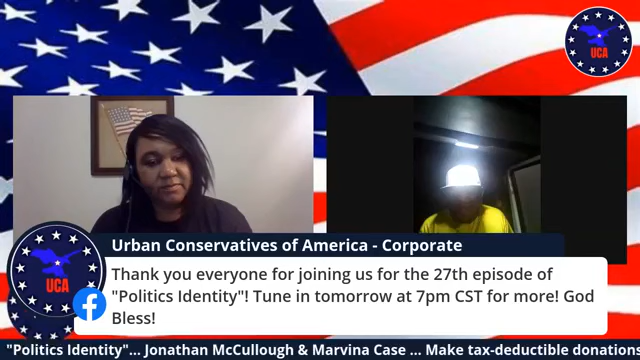 UCA
Urban Conservatives of America - Corporate
UCA
Thank you everyone for joining us for the 27th episode of
"Politics Identity"! Tune in tomorrow at 7pm CST for more! God
Bless!
"Politics Identity"... Jonathan McCullough & Marvina Case ... Make tax-deductible donations